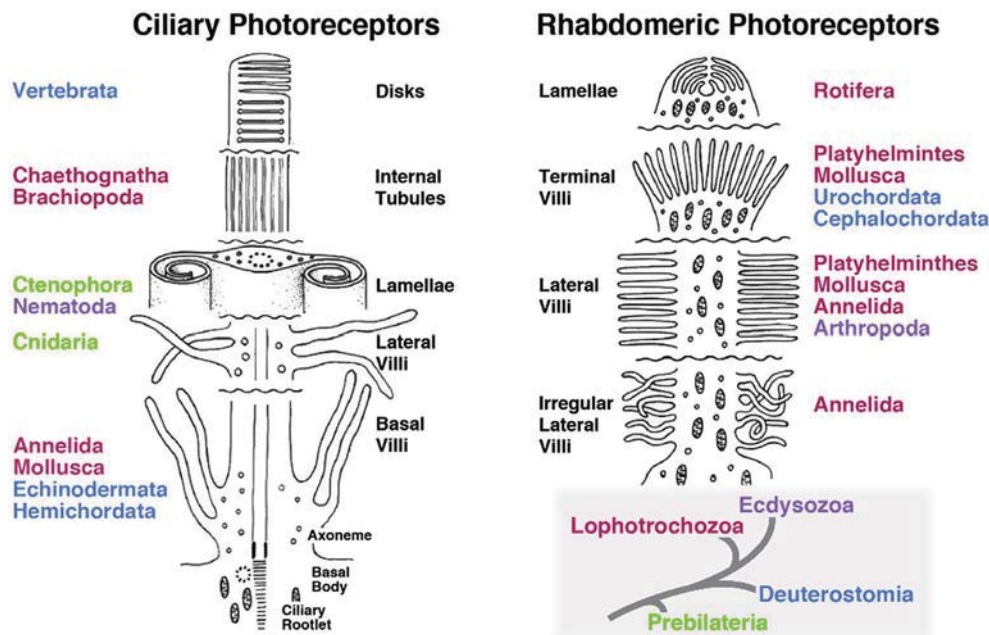 Ciliary Photoreceptors
Vertebrata
Disks
Chaethognatha
Brachiopoda
Internal
Tubules
Ctenophora
Nematoda
Lamellae
Cnidaria
Lateral
Villi
Basal
Villi
Annelida
Mollusca
Echinodermata
Hemichordata
Axoneme
Basal
Body
Ciliary
Rootlet
Rhabdomeric Photoreceptors
Lamellae
Rotifera
Terminal
Villi
Platyhelmintes
Mollusca
Urochordata
Cephalochordata
Lateral
Villi
Platyhelminthes
Mollusca
Annelida
Arthropoda
Irregular
Lateral
Villi
Annelida
Ecdysozoa
Lophotrochozoa
Deuterostomia
Prebilateria